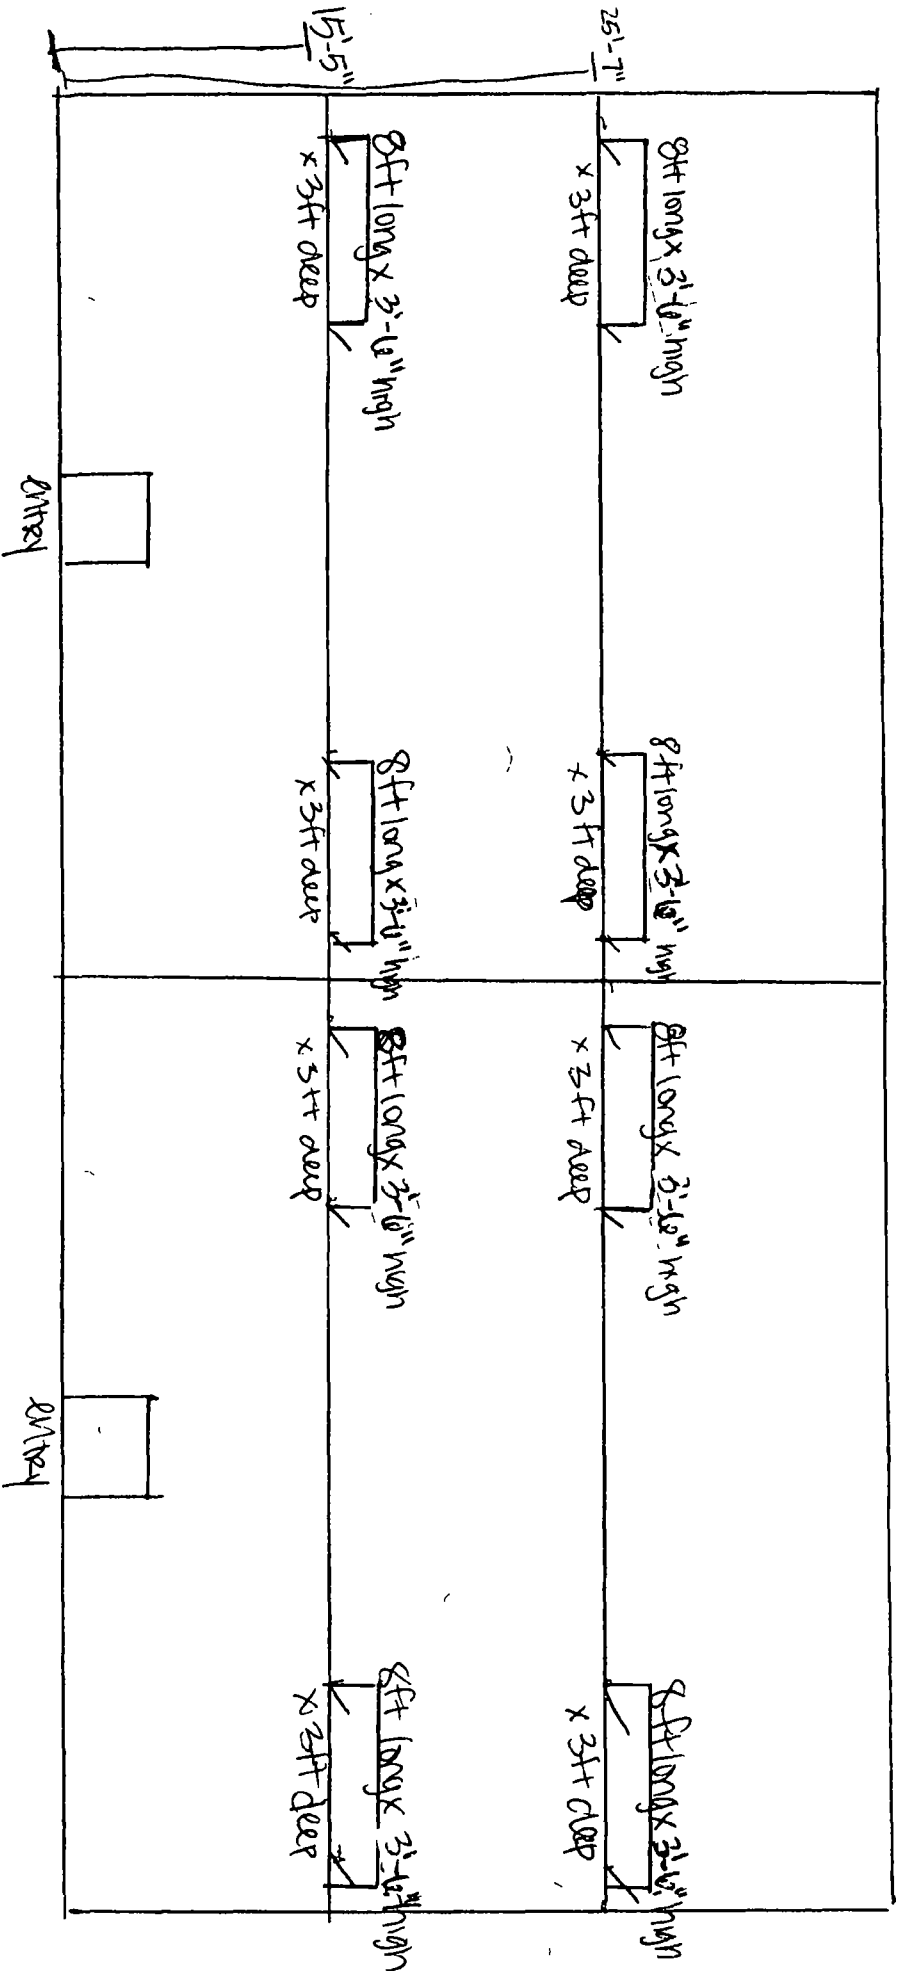 25'-7"
8ft long x 3'-6" high
x 3ft deep
8ft long x 3'-6" high
x 3ft deep
8ft long x 3'-6" high
x 3ft deep
8ft long x 3'-6" high
x 3ft deep
15'-5"
8ft long x 3'-6" high
x 3ft deep
8ft long x 3'-6" high
x 3ft deep
8ft long x 3'-6" high
x 3ft deep
8ft long x 3'-6" high
x 3ft deep
entry
entry